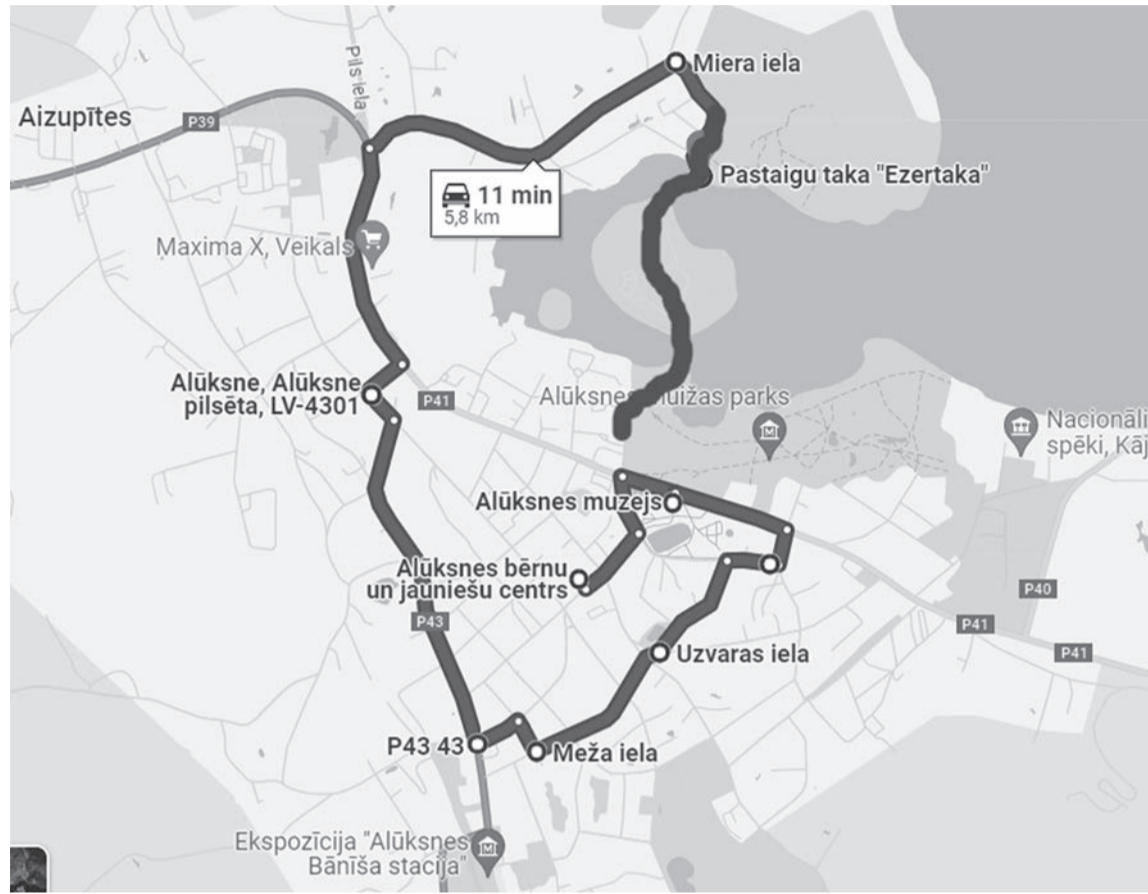 Miera iela
Pils iela
Aizupītes
P39
Pastaigu taka "Ezertaka"
11 min
5,8 km
Maxima X, Veikals
Alūksne, Alūksne
pilsēta, LV-4301
P41
Alūksnes muižas parks
Nacionāli
spēki, Kāj
Alūksnes muzejs
Alūksnes bērnu
un jauniešu centrs
P40
P43
P41
P41
Uzvaras iela
P43 43
Meža iela
Ekspozīcija "Alūksnes
Bānīša stacija"